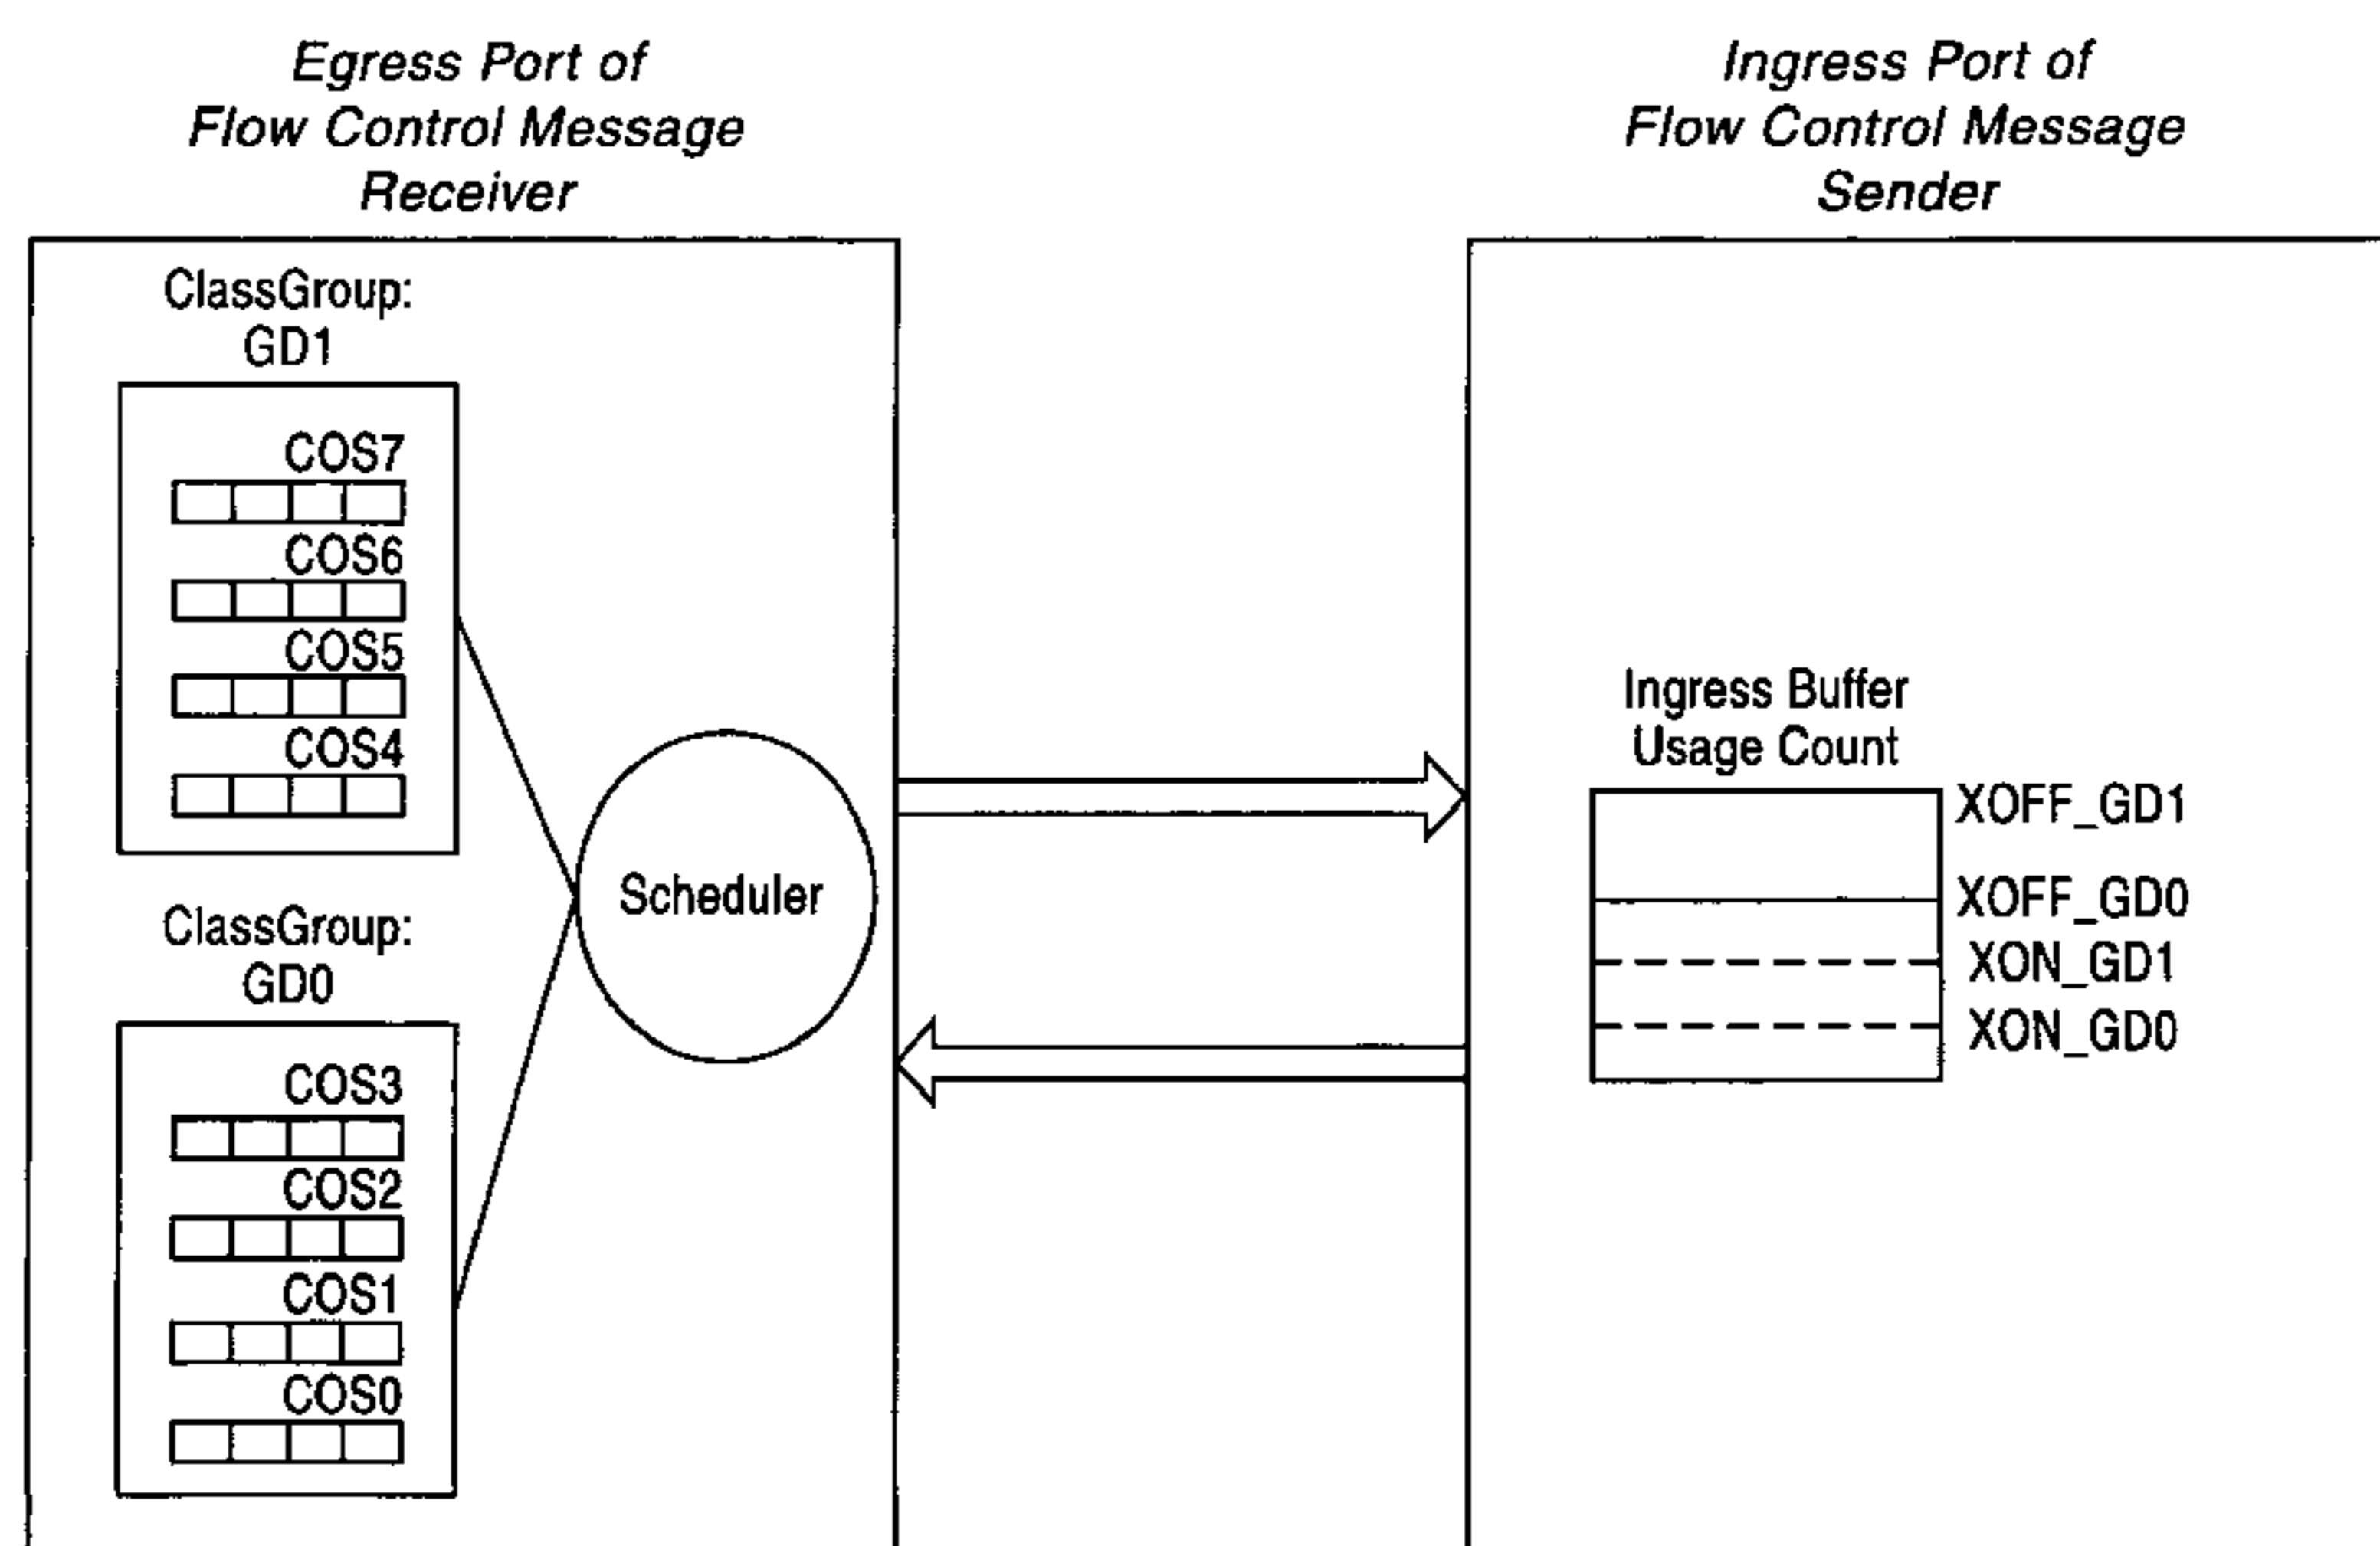 Egress Port of
Flow Control Message
Receiver
Ingress Port of
Flow Control Message
Sender
ClassGroup:
GD1
COS7
COS6
COS5
COS4
ClassGroup:
GD0
COS3
COS2
COS1
COS0
Scheduler
Ingress Buffer
Usage Count
XOFF_GD1
XOFF_GD0
XON_GD1
XON_GD0